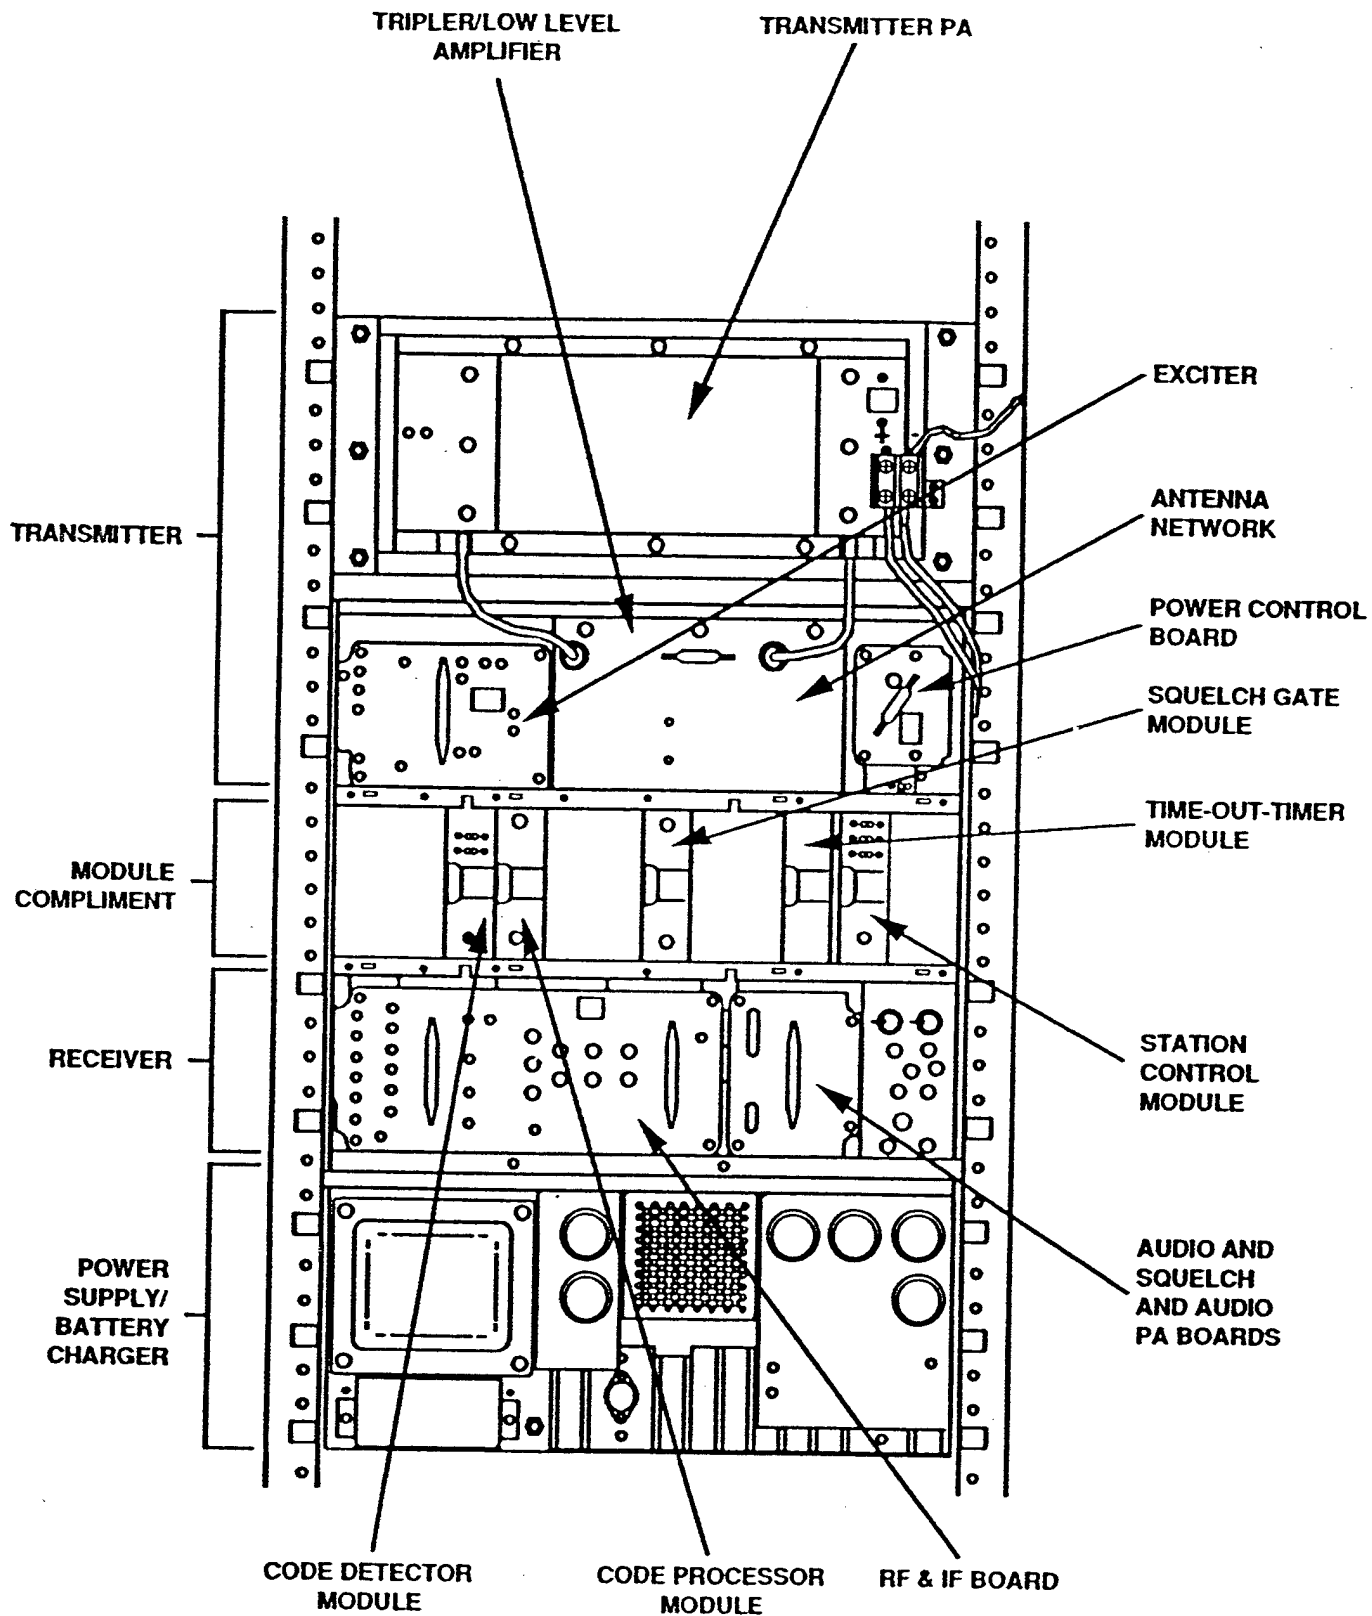 TRIPLER/LOW LEVEL
AMPLIFIER
TRANSMITTER PA
EXCITER
ANTENNA
NETWORK
TRANSMITTER
POWER CONTROL
BOARD
SQUELCH GATE
MODULE
TIME-OUT-TIMER
MODULE
MODULE
COMPLIMENT
RECEIVER
STATION
CONTROL
MODULE
POWER
SUPPLY/
BATTERY
CHARGER
AUDIO AND
SQUELCH
AND AUDIO
PA BOARDS
CODE DETECTOR
MODULE
CODE PROCESSOR
MODULE
RF & IF BOARD